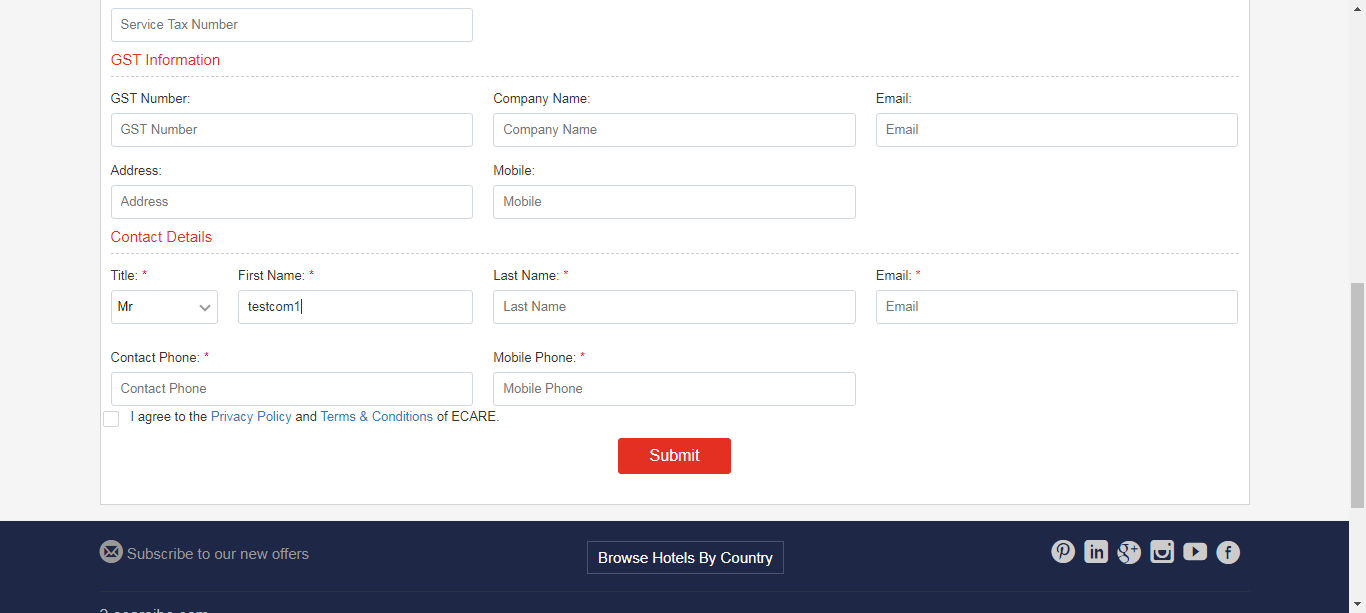 Service Tax Number
GST Information
GST Number: Company Name: Email:
GST Number Company Name Email
Address: Mobile:
Address Mobile
Contact Details
Title: * First Name: * Last Name: * Email: *
Mr testcom1 Last Name Email
Contact Phone: * Mobile Phone: *
Contact Phone Mobile Phone
I agree to the Privacy Policy and Terms & Conditions of ECARE.
Submit
Subscribe to our new offers Browse Hotels By Country